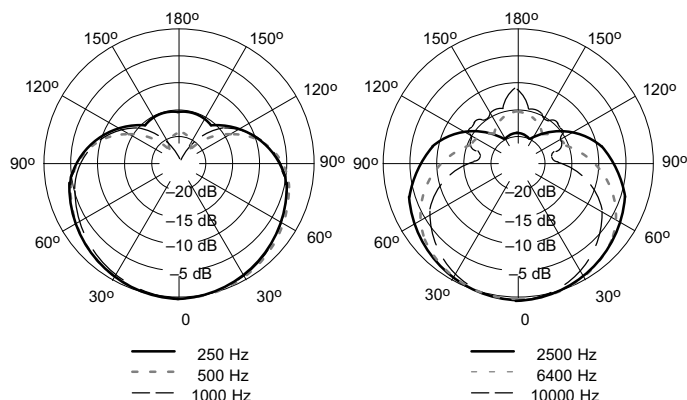 180º
150º 150º
120º 120º
90º 90º
–20 dB
–15 dB
60º 60º
–10 dB
–5 dB
30º 30º
0
250 Hz
500 Hz
1000 Hz
180º
150º 150º
120º 120º
90º 90º
–20 dB
–15 dB
60º 60º
–10 dB
–5 dB
30º 30º
0
2500 Hz
6400 Hz
10000 Hz